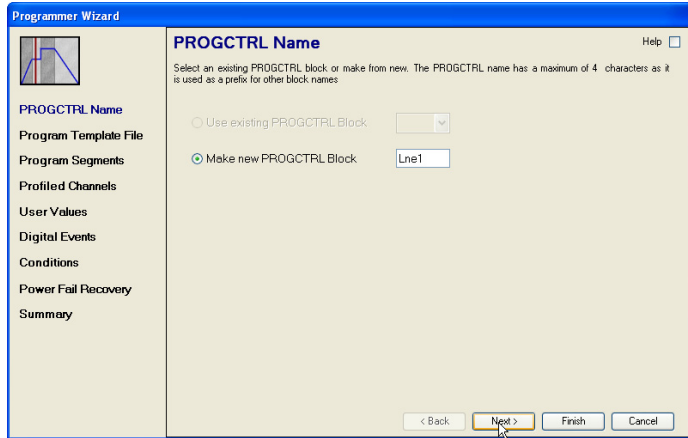 Programmer Wizard
PROGCTRL Name
Help
Select an existing PROGCTRL block or make from new. The PROGCTRL name has a maximum of 4 characters as it
is used as a prefix for other block names
PROGCTRL Name
Program Template File
Program Segments
Profiled Channels
User Values
Digital Events
Conditions
Power Fail Recovery
Summary
Use existing PROGCTRL Block
Make new PROGCTRL Block
Lne1
< Back
Next >
Finish
Cancel